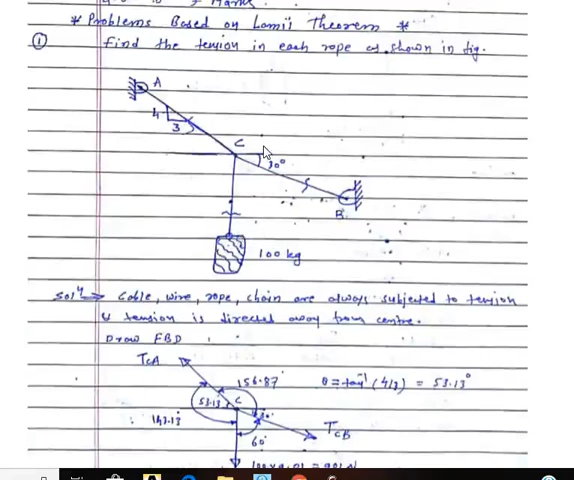 * Problems Based on Lami's Theorem *
① Find the tension in each rope as shown in fig.
A
4
3
C
30°
B
100 kg
Sol^n → Cable, wire, rope, chain are always subjected to tension
& tension is directed away from centre.
Draw FBD
TCA
156.87° θ = tan⁻¹ (4/3) = 53.13°
53.13 C 30°
143.13°
TCB
60°